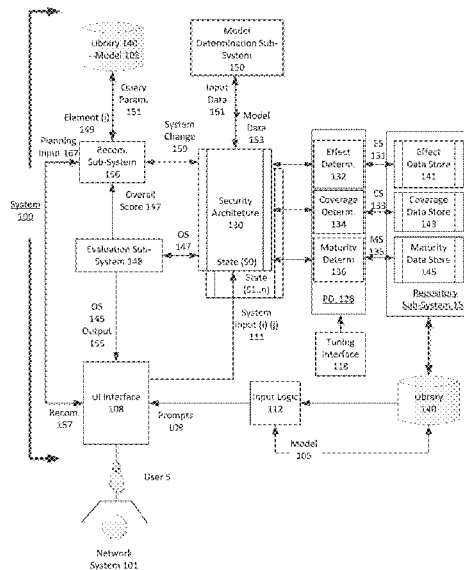 Library 140
Model 105
Model
Determination Sub-
System
150
Query
Param.
151
Input
Data
161
Element (j)
149
System
Change
159
Model
Data
153
Planning
Input 167
Recom.
Sub-System
166
Effect
Determ.
132
ES
131
Effect
Data Store
141
System
100
Overall
Score 147
Security
Architecture
130
Coverage
Determ.
134
CS
133
Coverage
Data Store
143
Evaluation Sub-
System 148
OS
147
Maturity
Determ
136
MS
135
Maturity
Data Store
145
State (S0)
State
(S1..n)
PD 128
Repository
Sub-System 15
OS
145
Output
155
System
Input (i) (j)
111
Tuning
Interface
118
UI Interface
108
Input Logic
112
Library
140
Recom.
157
Prompts
109
Model
105
User 5
Network
System 101